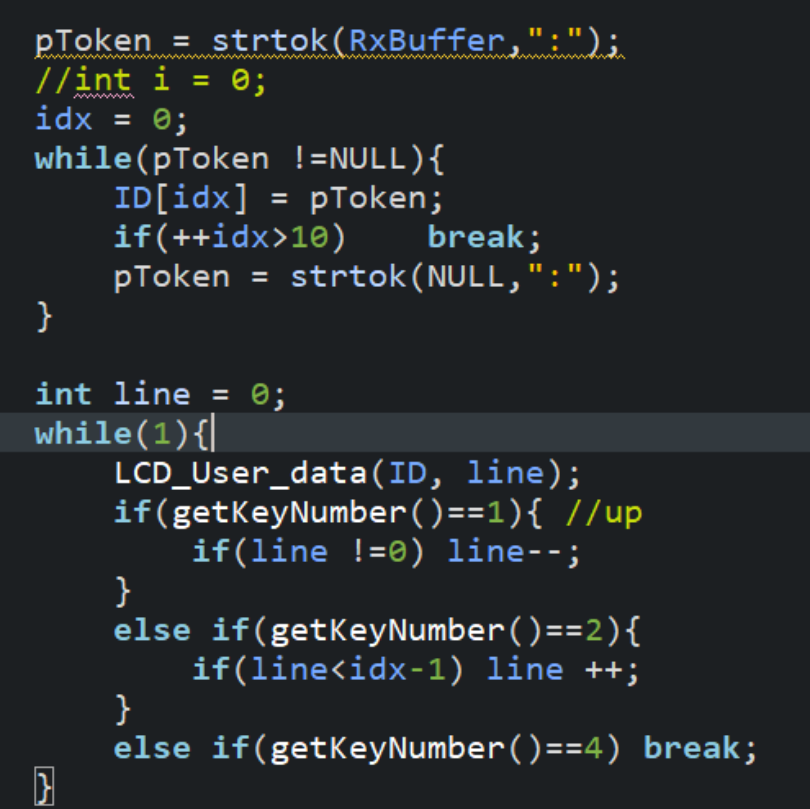 pToken = strtok(RxBuffer,":");
//int i = 0;
idx = 0;
while(pToken !=NULL){
    ID[idx] = pToken;
    if(++idx>10)    break;
    pToken = strtok(NULL,":");
}

int line = 0;
while(1){
    LCD_User_data(ID, line);
    if(getKeyNumber()==1){ //up
        if(line !=0) line--;
    }
    else if(getKeyNumber()==2){
        if(line<idx-1) line ++;
    }
    else if(getKeyNumber()==4) break;
}